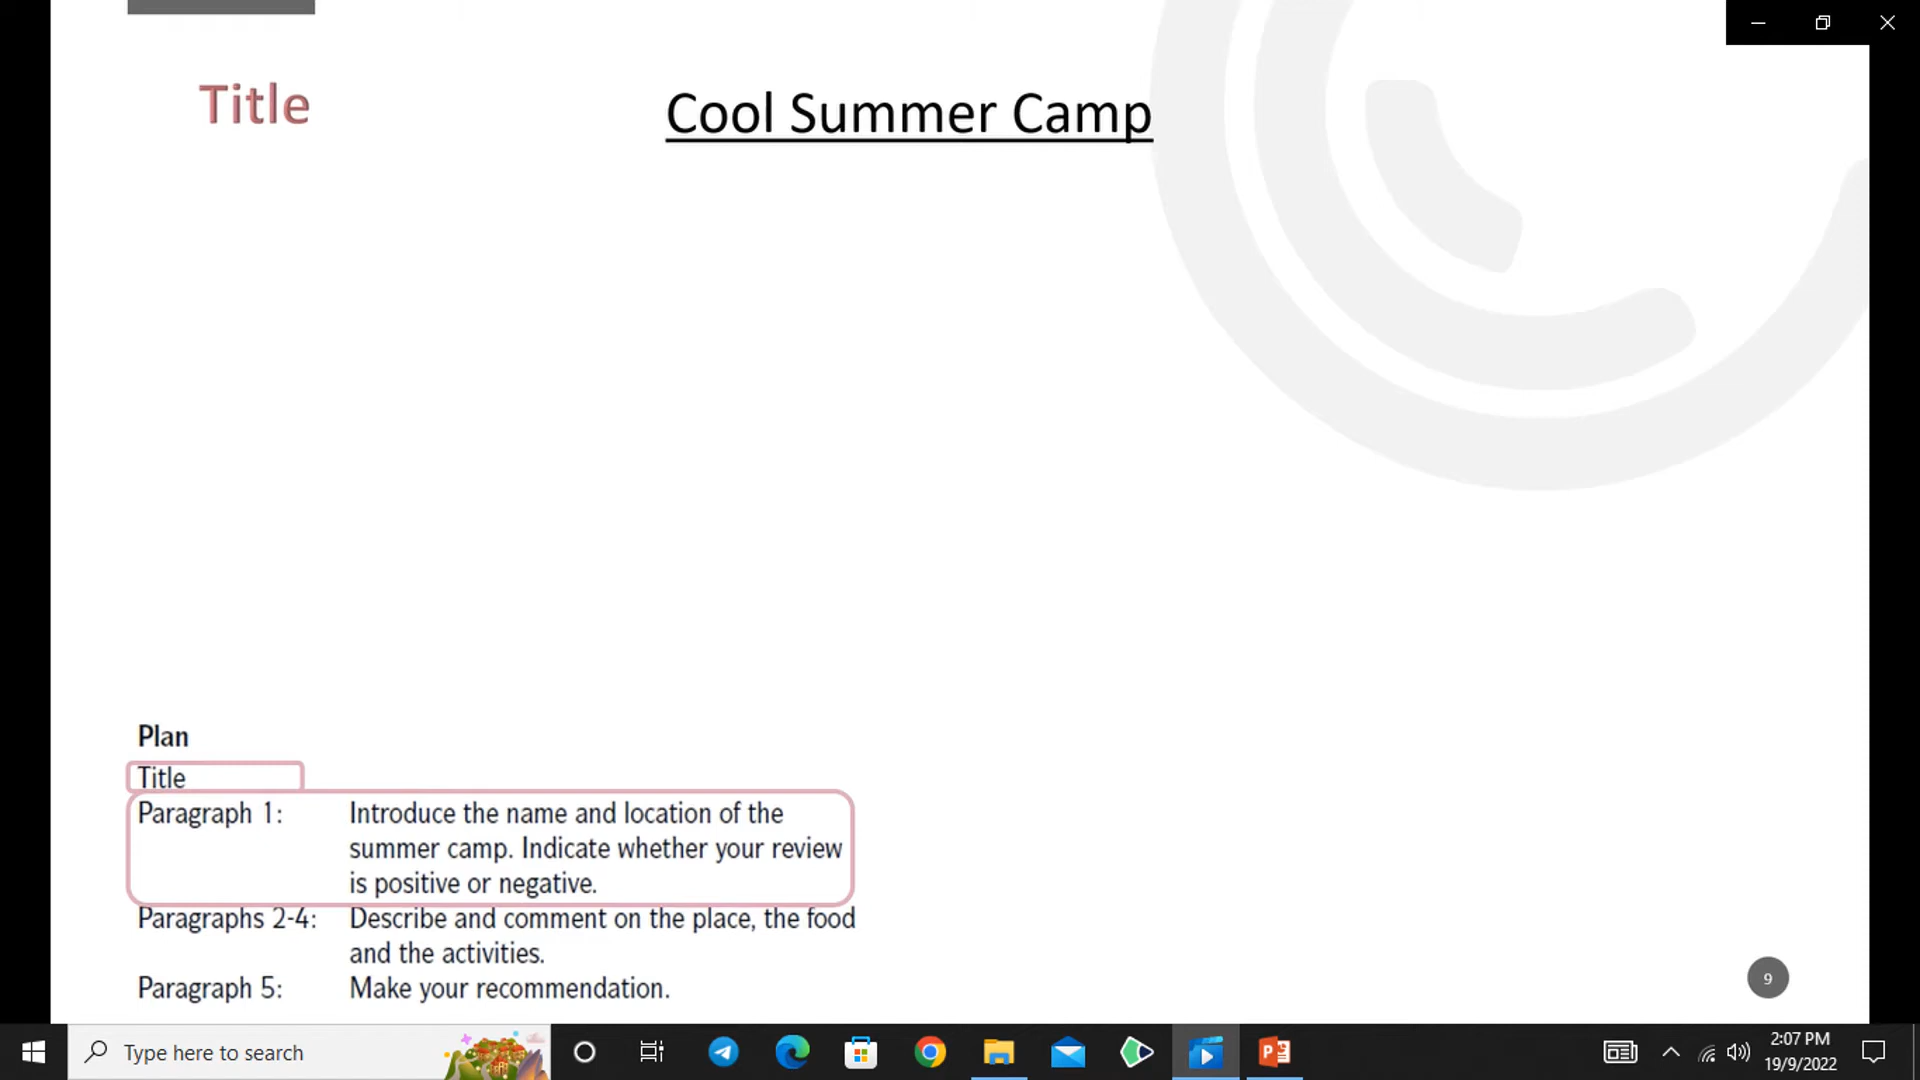 Title
Cool Summer Camp
Plan
Title
Paragraph 1: Introduce the name and location of the
summer camp. Indicate whether your review
is positive or negative.
Paragraphs 2-4: Describe and comment on the place, the food
and the activities.
Paragraph 5: Make your recommendation.
9
Type here to search
2:07 PM
19/9/2022